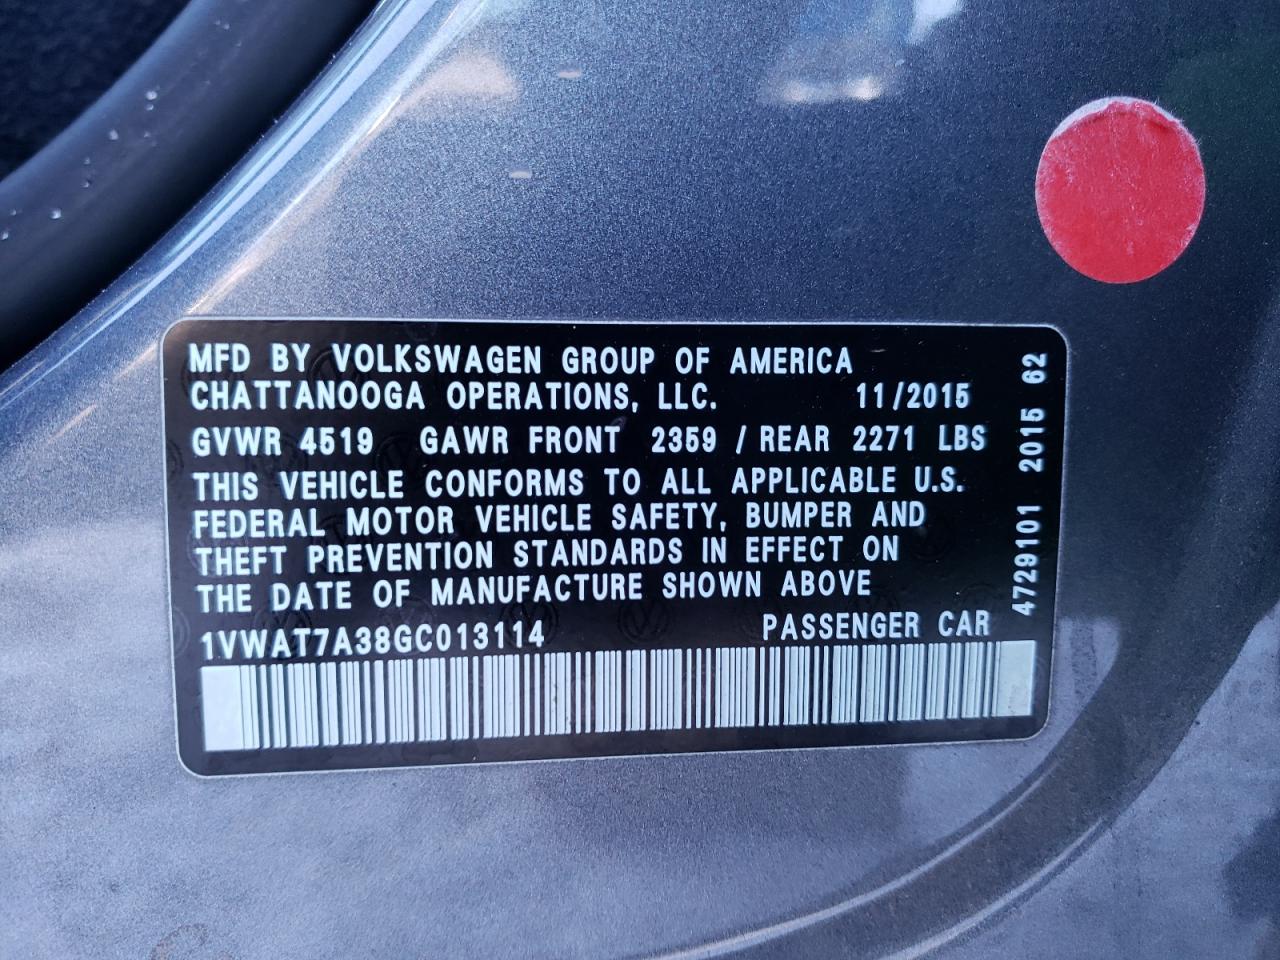 MFD BY VOLKSWAGEN GROUP OF AMERICA
CHATTANOOGA OPERATIONS, LLC. 11/2015
GVWR 4519 GAWR FRONT 2359 / REAR 2271 LBS
THIS VEHICLE CONFORMS TO ALL APPLICABLE U.S.
FEDERAL MOTOR VEHICLE SAFETY, BUMPER AND
THEFT PREVENTION STANDARDS IN EFFECT ON
THE DATE OF MANUFACTURE SHOWN ABOVE
1VWAT7A38GC013114 PASSENGER CAR
4729101 2015 62